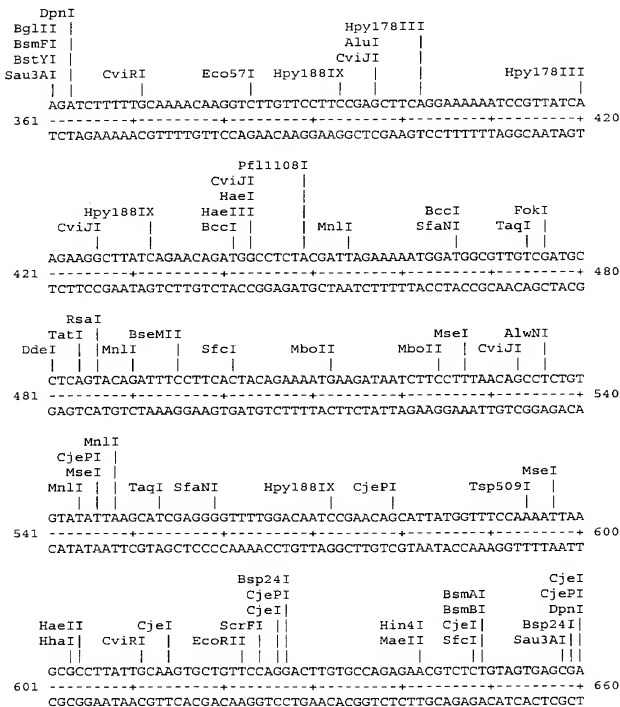 DpnI
BglII | Hpy178III
BsmFI | AluI |
BstYI | CviJI |
Sau3AI | CviRI Eco57I Hpy188IX | | Hpy178III
AGATCTTTTTGCAAAACAAGGTCTTGTTCCTTCCGAGCTTCAGGAAAAAATCCGTTATCA
361 ---------+---------+---------+---------+---------+---------+ 420
TCTAGAAAAACGTTTTGTTCCAGAACAAGGAAGGCTCGAAGTCCTTTTTTAGGCAATAGT
Pfl1108I
CviJI |
HaeI |
Hpy188IX HaeIII | | BccI FokI
CviJI | BccI | | | MnlI SfaNI | TaqI |
AGAAGGCTTATCAGAACAGATGGCCTCTACGATTAGAAAAATGGATGGCGTTGTCGATGC
421 ---------+---------+---------+---------+---------+---------+ 480
TCTTCCGAATAGTCTTGTCTACCGGAGATGCTAATCTTTTTACCTACCGCAACAGCTACG
RsaI
TatI | BseMII MseI AlwNI
DdeI | | MnlI | SfcI MboII MboII | CviJI |
CTCAGTACAGATTTCCTTCACTACAGAAAATGAAGATAATCTTCCTTTAACAGCCTCTGT
481 ---------+---------+---------+---------+---------+---------+ 540
GAGTCATGTCTAAAGGAAGTGATGTCTTTTACTTCTATTAGAAGGAAATTGTCGGAGACA
MnlI
CjePI |
MseI | MseI
MnlI | | TaqI SfaNI Hpy188IX CjePI Tsp509I |
GTATATTAAGCATCGAGGGGTTTTGGACAATCCGAACAGCATTATGGTTTCCAAAATTAA
541 ---------+---------+---------+---------+---------+---------+ 600
CATATAATTCGTAGCTCCCCAAAACCTGTTAGGCTTGTCGTAATACCAAAGGTTTTAATT
Bsp24I CjeI
CjePI BsmAI CjePI
CjeI BsmBI DpnI
HaeII CjeI ScrFI Hin4I CjeI Bsp24I
HhaI CviRI EcoRII MaeII SfcI Sau3AI
GCGCCTTATTGCAAGTGCTGTTCCAGGACTTGTGCCAGAGAACGTCTCTGTAGTGAGCGA
601 ---------+---------+---------+---------+---------+---------+ 660
CGCGGAATAACGTTCACGACAAGGTCCTGAACACGGTCTCTTGCAGAGACATCACTCGCT